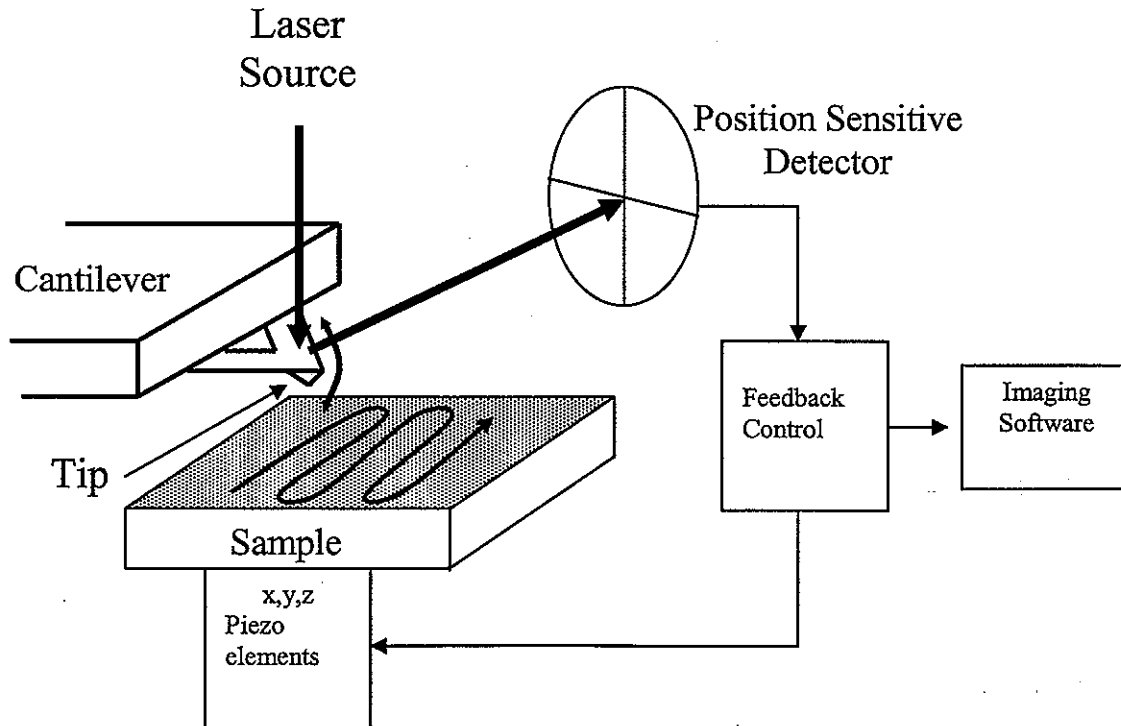 Laser
Source
Position Sensitive
Detector
Cantilever
Tip
Feedback
Control
Imaging
Software
Sample
x,y,z
Piezo
elements